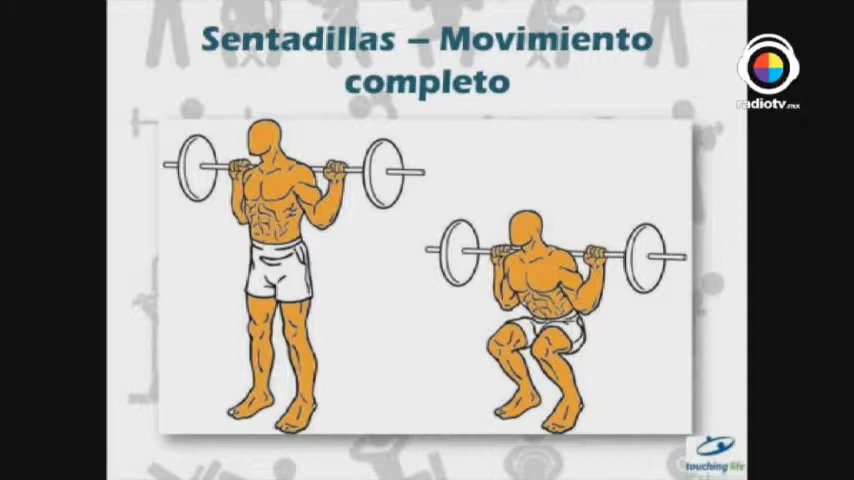 Sentadillas – Movimiento
completo
radiotv.mx
touching life